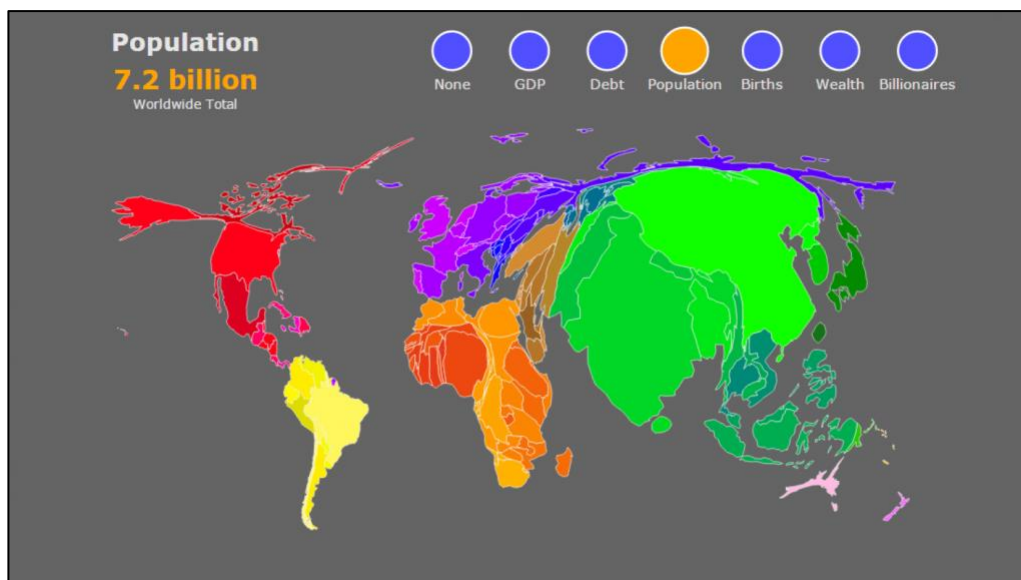 Population
7.2 billion
Worldwide Total
None
GDP
Debt
Population
Births
Wealth
Billionaires